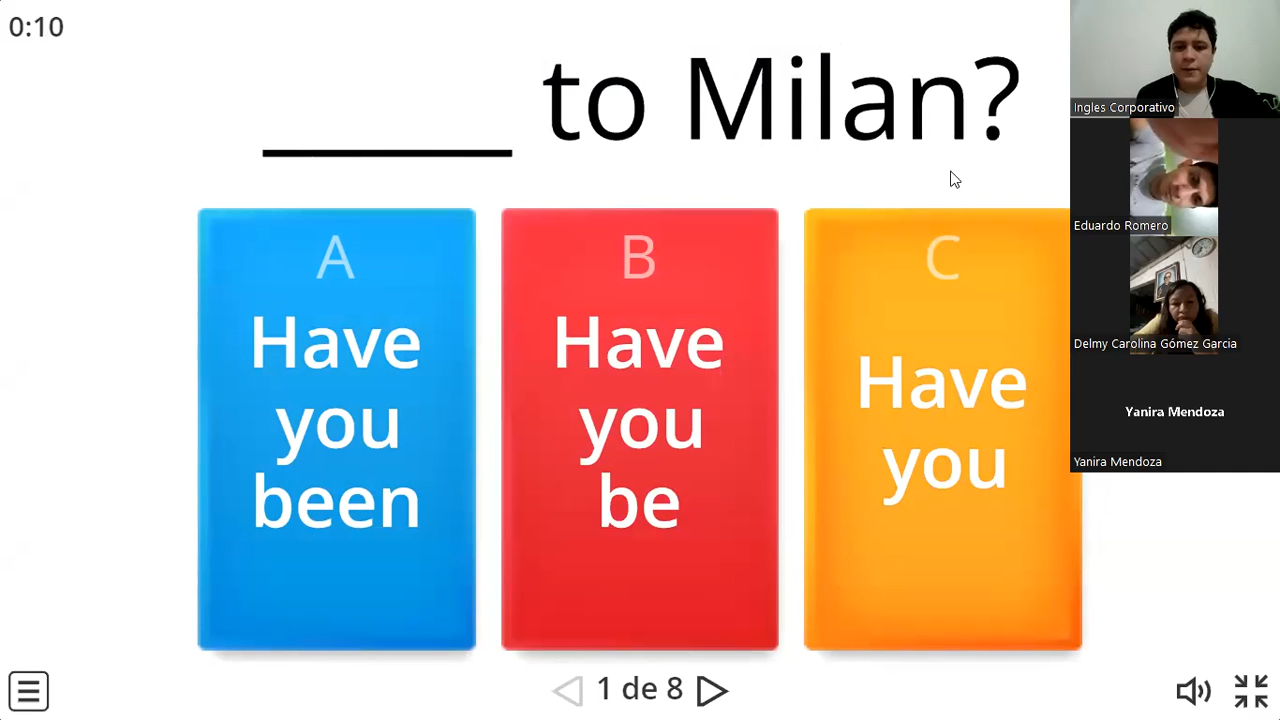 0:10
_____ to Milan?
A
Have
you
been
B
Have
you
be
C
Have
you
1 de 8
Ingles Corporativo
Eduardo Romero
Delmy Carolina Gómez Garcia
Yanira Mendoza
Yanira Mendoza